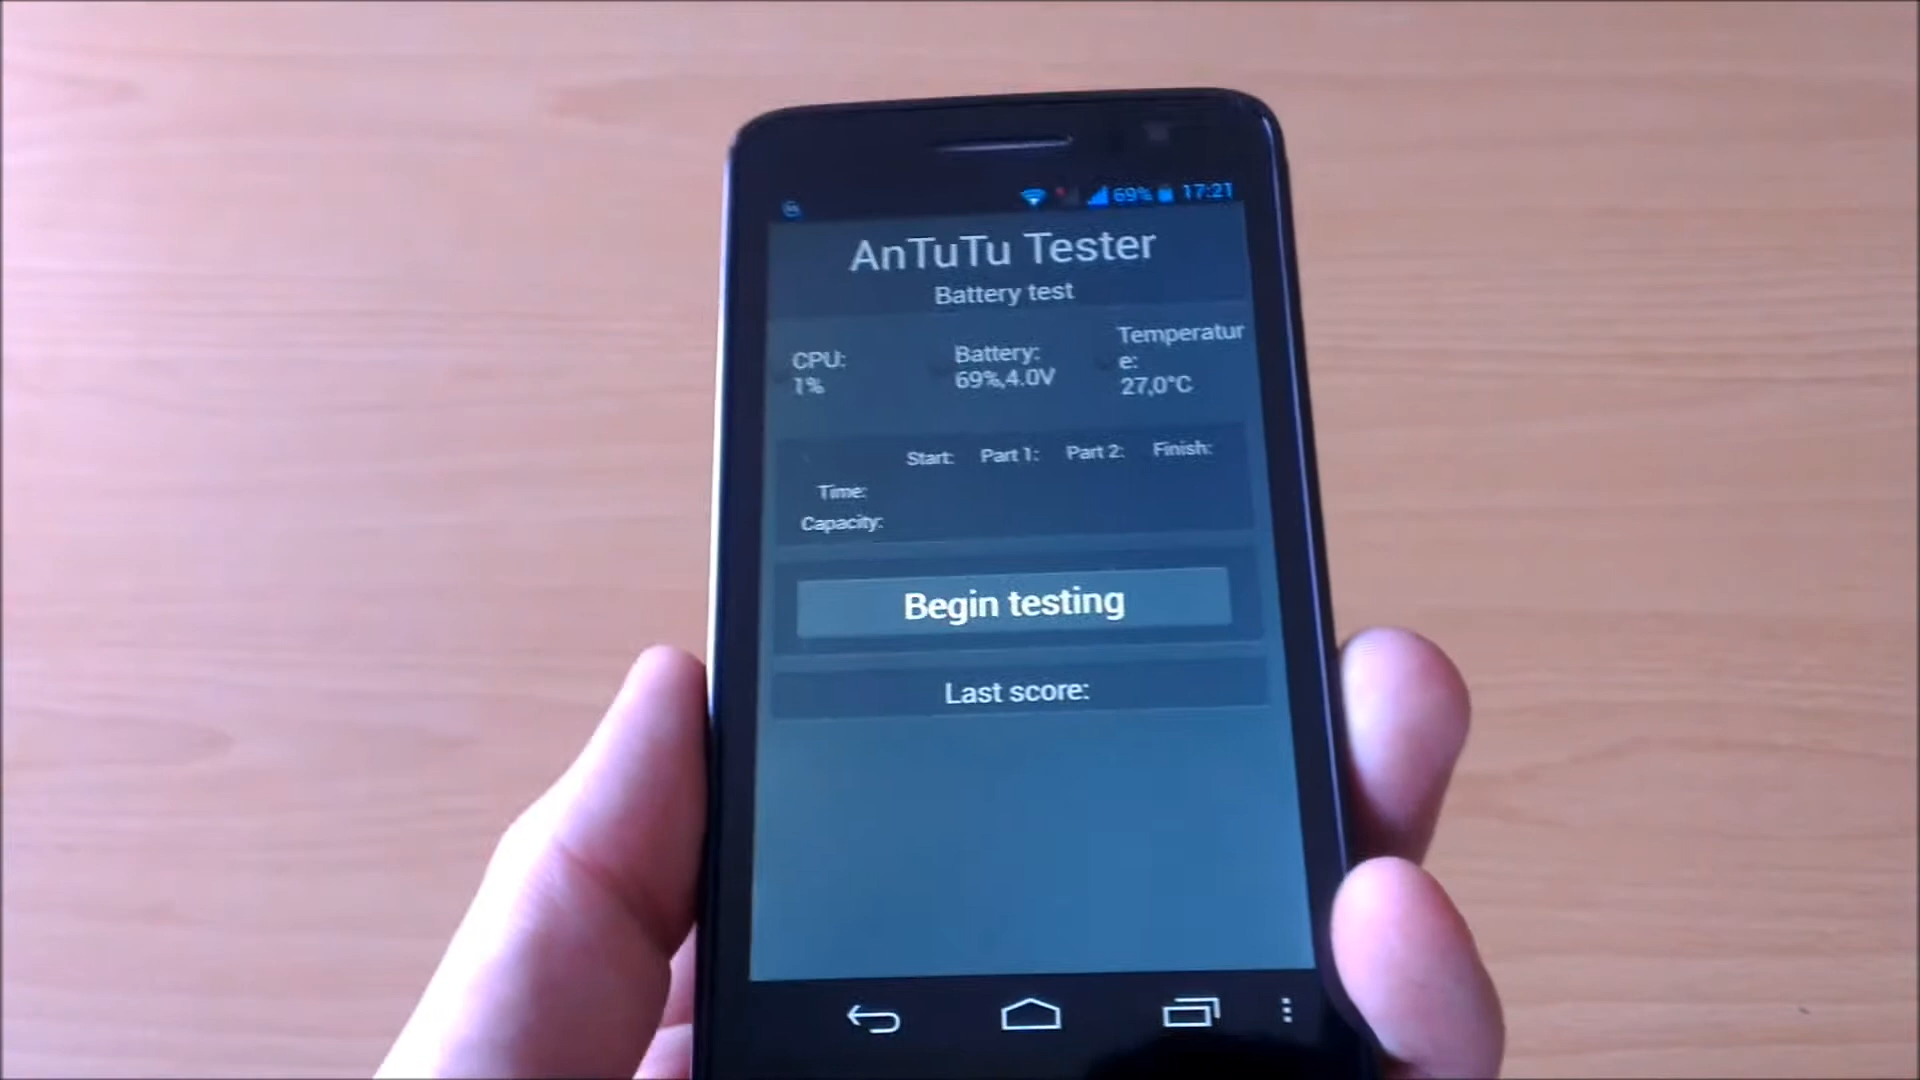 69% 17:21
AnTuTu Tester
Battery test
CPU:
1%
Battery:
69%,4.0V
Temperatur
e:
27,0°C
Start: Part 1: Part 2: Finish:
Time:
Capacity:
Begin testing
Last score: